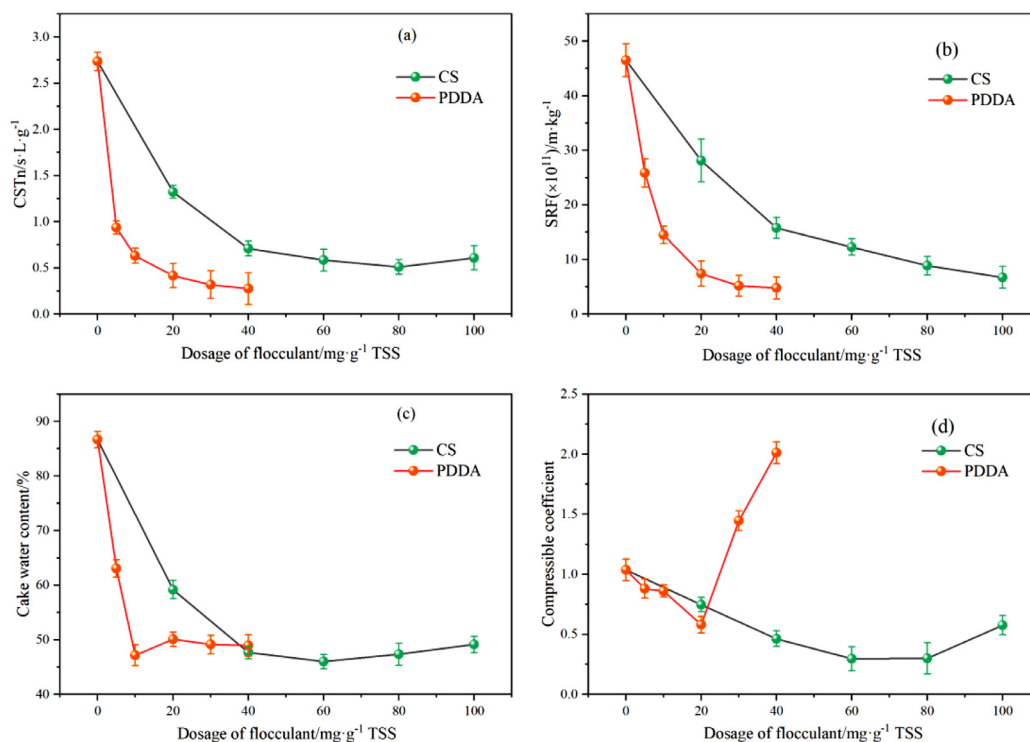 (a)
CS
PDDA
3.0
2.5
2.0
1.5
1.0
0.5
0.0
CSTn/s·L·g⁻¹
0 20 40 60 80 100
Dosage of flocculant/mg·g⁻¹ TSS
(b)
CS
PDDA
50
40
30
20
10
0
SRF(×10¹¹)/m·kg⁻¹
0 20 40 60 80 100
Dosage of flocculant/mg·g⁻¹ TSS
(c)
CS
PDDA
90
80
70
60
50
40
Cakes water content/%
0 20 40 60 80 100
Dosage of flocculant/mg·g⁻¹ TSS
(d)
CS
PDDA
2.5
2.0
1.5
1.0
0.5
0.0
Compressible coefficient
0 20 40 60 80 100
Dosage of flocculant/mg·g⁻¹ TSS